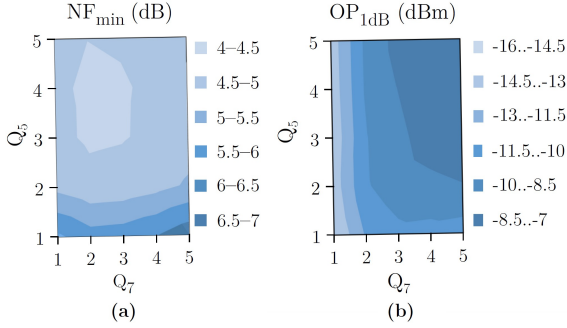 NFmin (dB)
5
4
3
2
1
Q5
1 2 3 4 5
Q7
4–4.5
4.5–5
5–5.5
5.5–6
6–6.5
6.5–7
(a)
OP1dB (dBm)
5
4
3
2
1
Q5
1 2 3 4 5
Q7
-16..-14.5
-14.5..-13
-13..-11.5
-11.5..-10
-10..-8.5
-8.5..-7
(b)